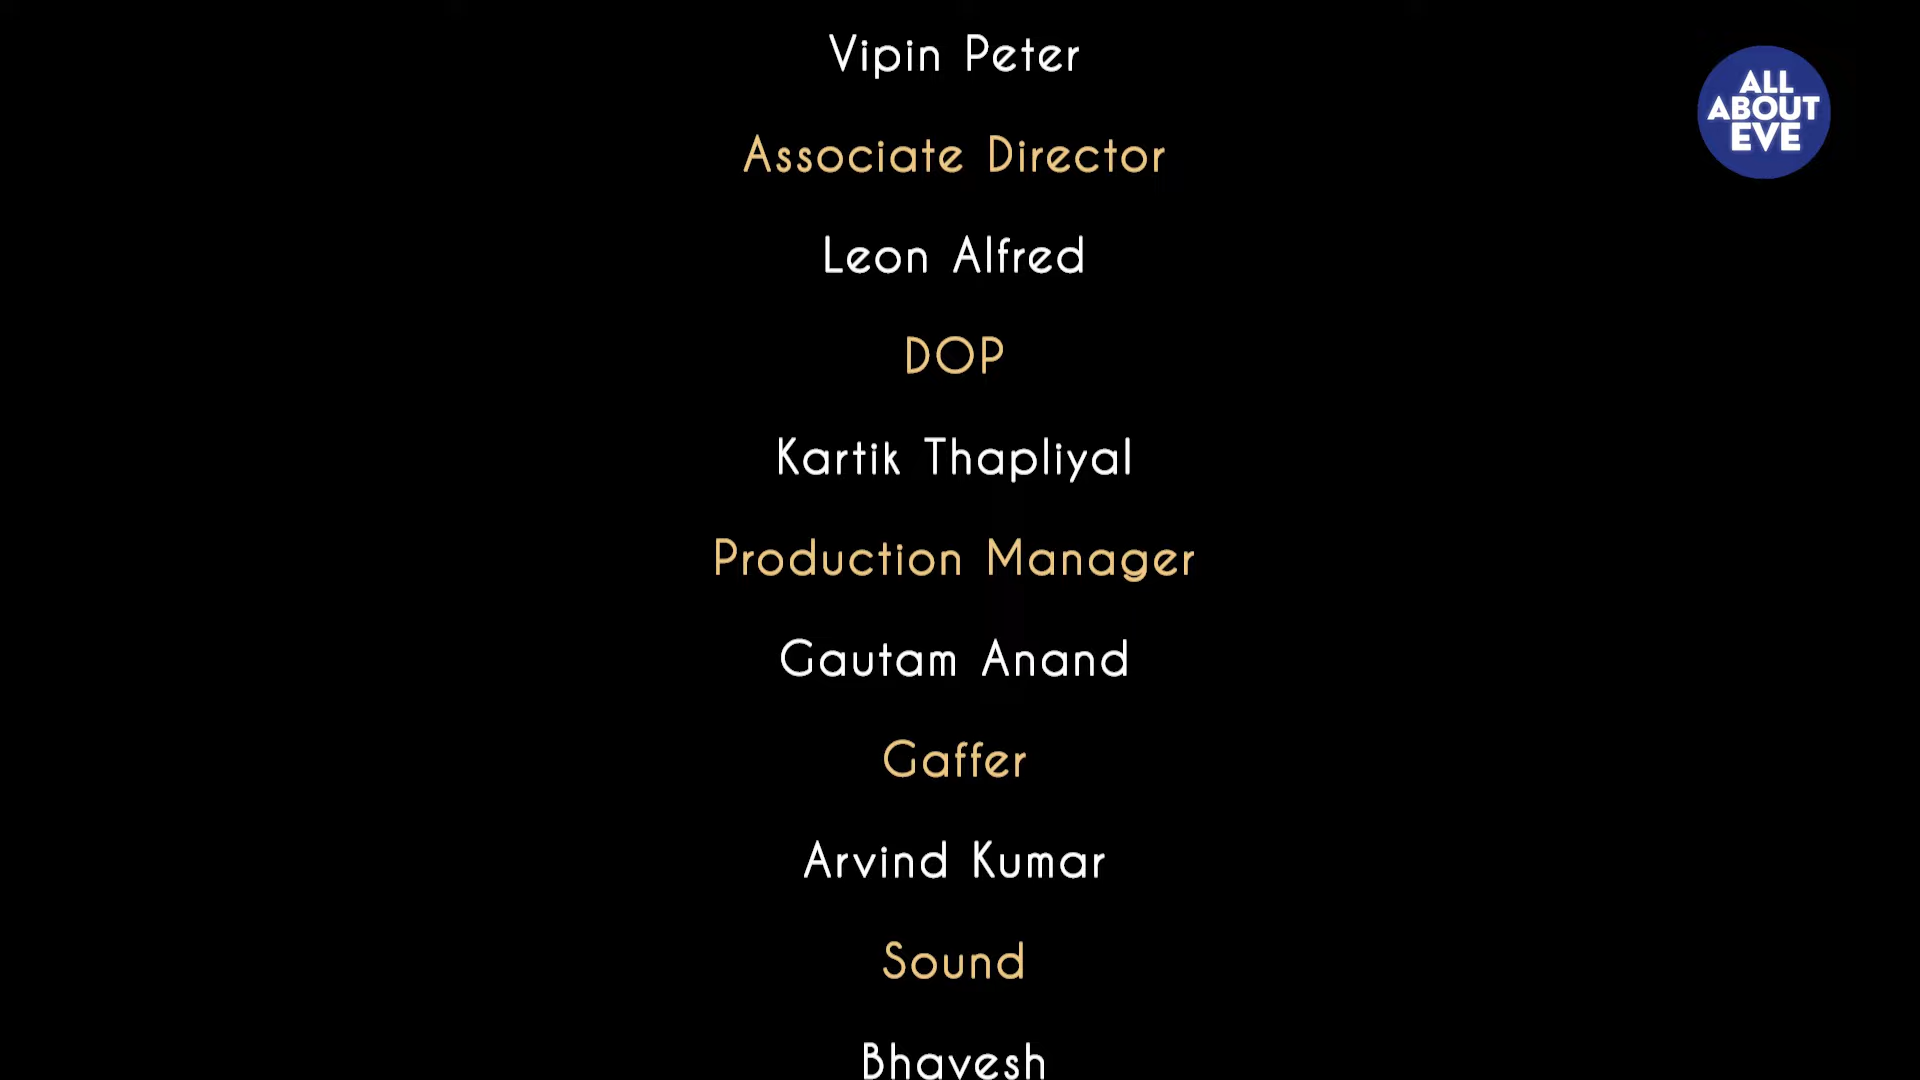 Vipin Peter
ALL
ABOUT
EVE
Associate Director
Leon Alfred
DOP
Kartik Thapliyal
Production Manager
Gautam Anand
Gaffer
Arvind Kumar
Sound
Bhavesh